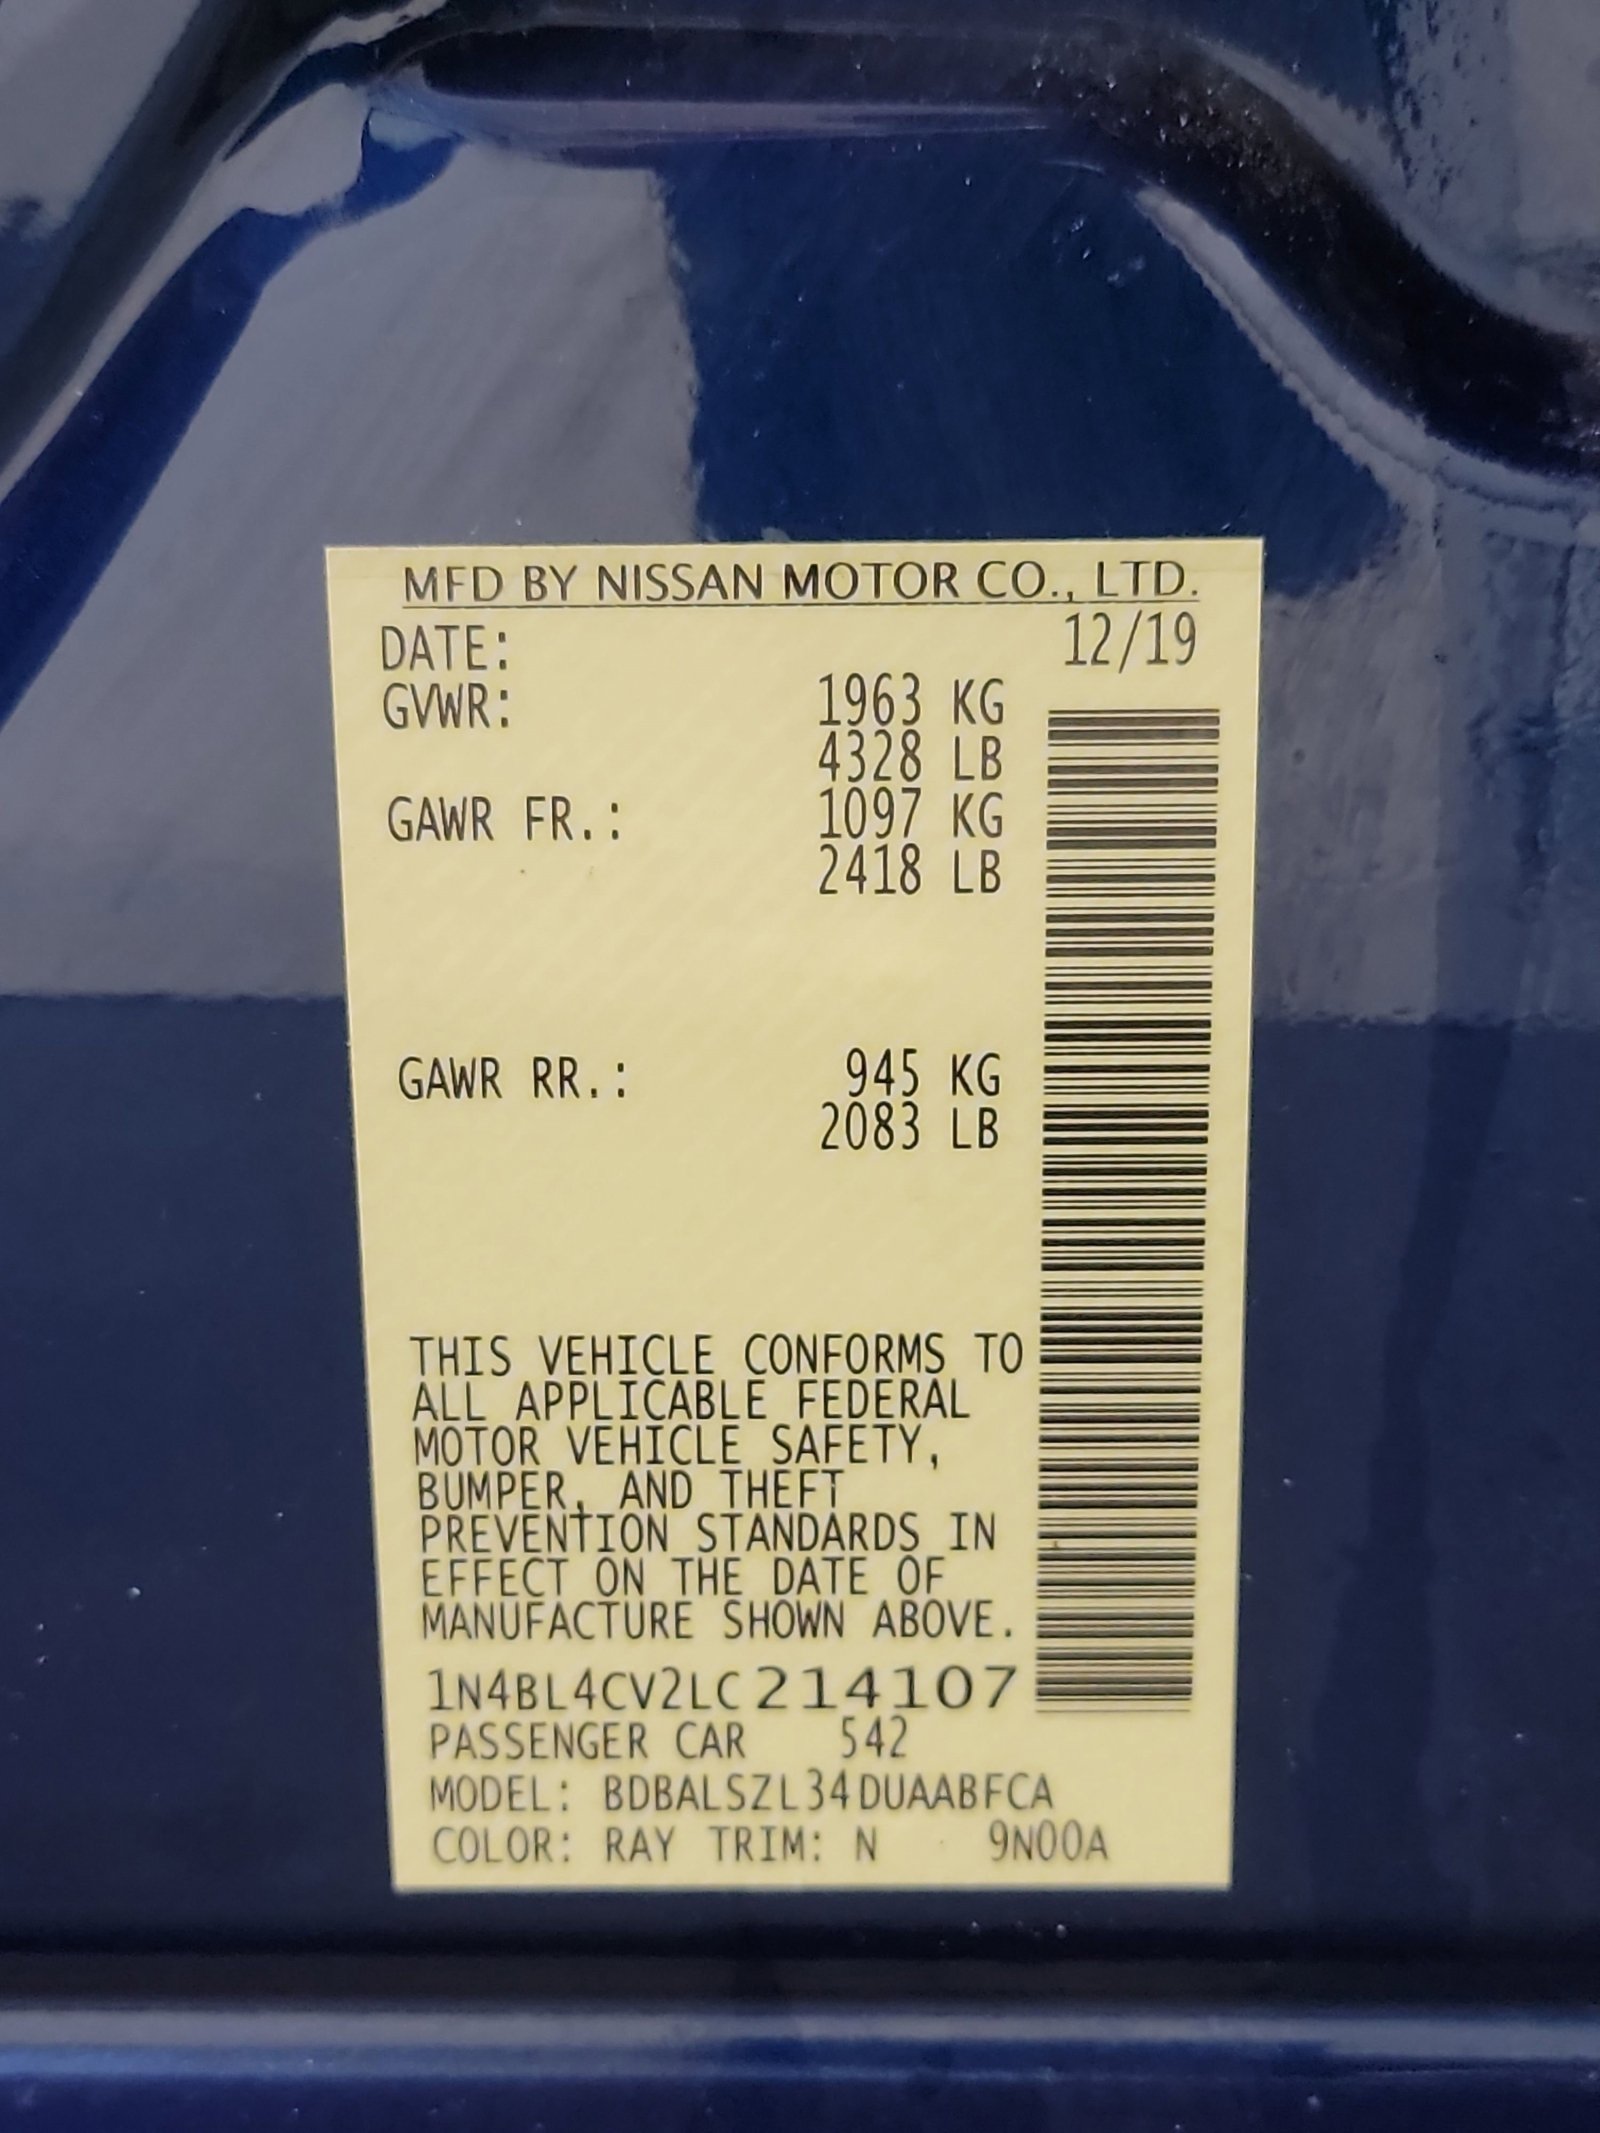 MFD BY NISSAN MOTOR CO., LTD.
DATE: 12/19
GVWR: 1963 KG
4328 LB
GAWR FR.: 1097 KG
2418 LB
GAWR RR.: 945 KG
2083 LB
THIS VEHICLE CONFORMS TO
ALL APPLICABLE FEDERAL
MOTOR VEHICLE SAFETY,
BUMPER, AND THEFT
PREVENTION STANDARDS IN
EFFECT ON THE DATE OF
MANUFACTURE SHOWN ABOVE.
1N4BL4CV2LC214107
PASSENGER CAR 542
MODEL: BDBALSZL34DUAABFCA
COLOR: RAY TRIM: N 9N00A